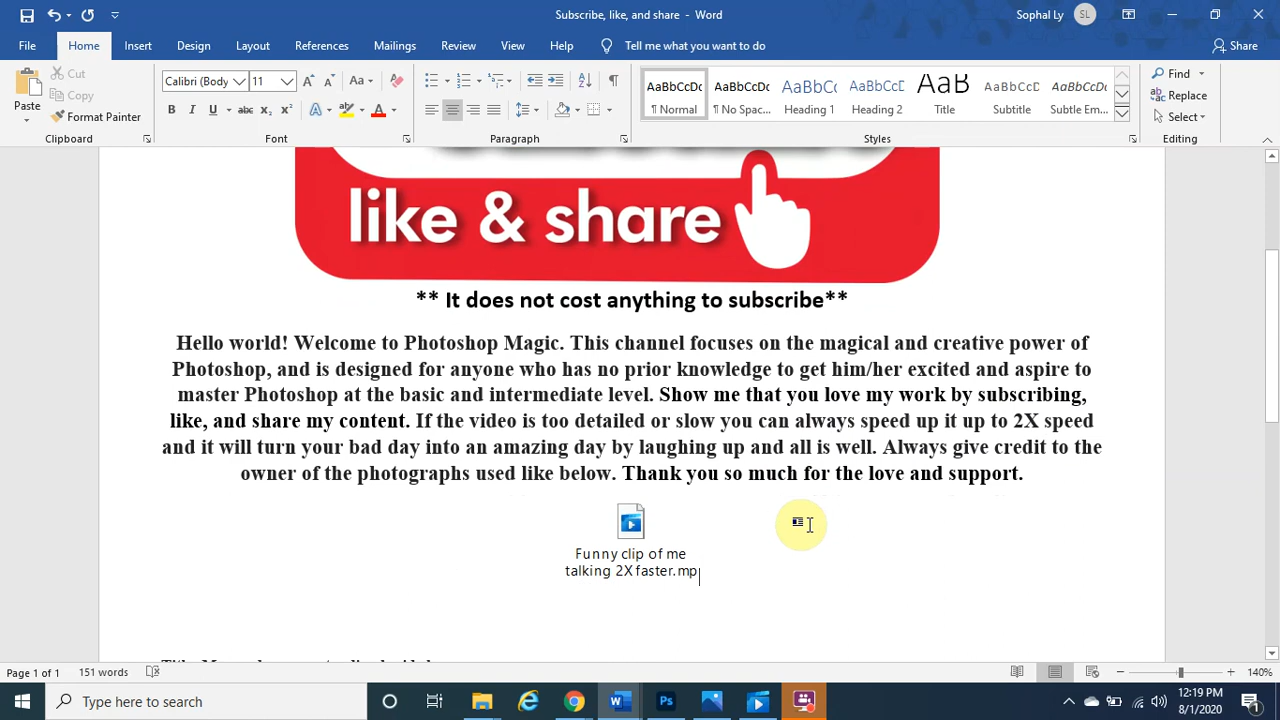 Subscribe, like, and share - Word
Sophal Ly SL
File Home Insert Design Layout References Mailings Review View Help Tell me what you want to do Share
Paste Cut Copy Format Painter
Calibri (Body 11
Aa
B I U abc x₂ x² A A
AaBbCcDc AaBbCcDc AaBbCc AaBbCcC AaB AaBbCcD AaBbCcDc
¶ Normal ¶ No Spac... Heading 1 Heading 2 Title Subtitle Subtle Em...
Find Replace Select
Clipboard Font Paragraph Styles Editing
like & share
** It does not cost anything to subscribe**
Hello world! Welcome to Photoshop Magic. This channel focuses on the magical and creative power of
Photoshop, and is designed for anyone who has no prior knowledge to get him/her excited and aspire to
master Photoshop at the basic and intermediate level. Show me that you love my work by subscribing,
like, and share my content. If the video is too detailed or slow you can always speed up it up to 2X speed
and it will turn your bad day into an amazing day by laughing up and all is well. Always give credit to the
owner of the photographs used like below. Thank you so much for the love and support.
Funny clip of me
talking 2X faster.mp
Page 1 of 1 151 words 140%
Type here to search
12:19 PM
8/1/2020